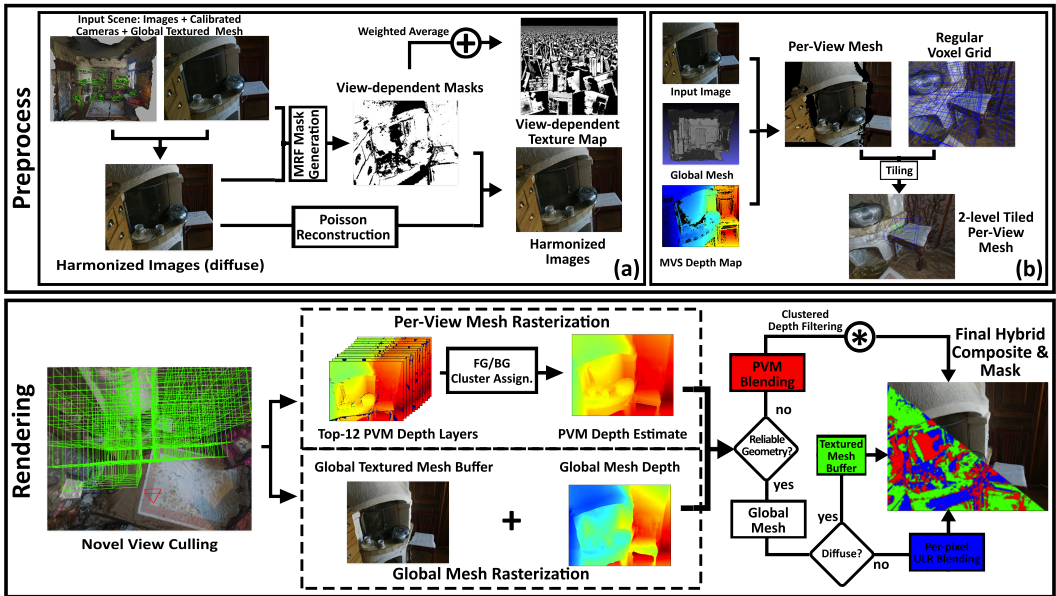 Preprocess
Input Scene: Images + Calibrated
Cameras + Global Textured Mesh
Weighted Average
View-dependent Masks
MRF Mask
Generation
View-dependent
Texture Map
Poisson
Reconstruction
Harmonized Images (diffuse)
Harmonized
Images
(a)
Input Image
Global Mesh
MVS Depth Map
Per-View Mesh
Regular
Voxel Grid
Tiling
2-level Tiled
Per-View
Mesh
(b)
Rendering
Novel View Culling
Per-View Mesh Rasterization
FG/BG
Cluster Assign.
Top-12 PVM Depth Layers
PVM Depth Estimate
Global Textured Mesh Buffer
Global Mesh Depth
Global Mesh Rasterization
Clustered
Depth Filtering
PVM
Blending
no
Reliable
Geometry?
yes
Global
Mesh
Textured
Mesh
Buffer
yes
Diffuse?
no
Per-pixel
ULR Blending
Final Hybrid
Composite &
Mask